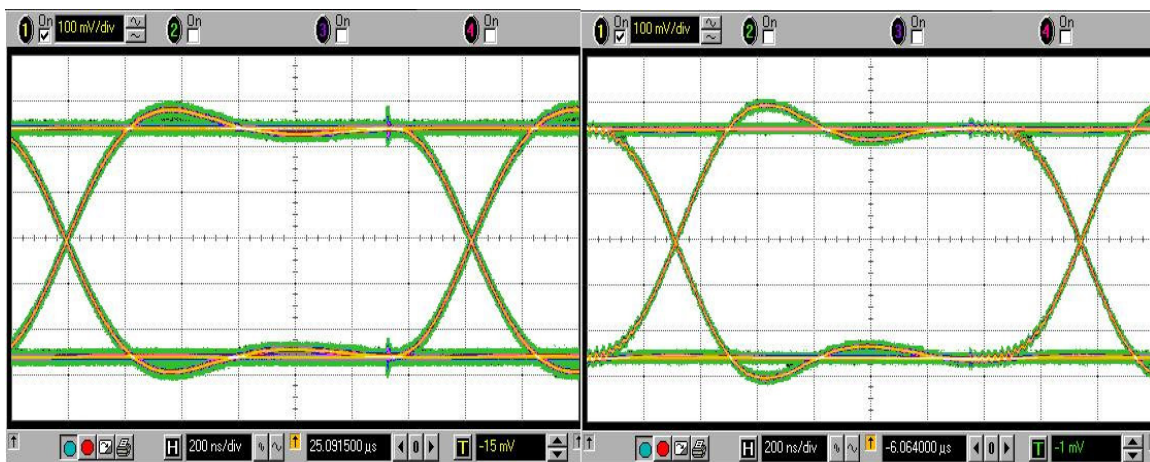 1 On 100 mV/div 2 On 3 On 4 On
1 On 100 mV/div 2 On 3 On 4 On
H 200 ns/div 25.091500 µs 0 T -15 mV
H 200 ns/div -6.064000 µs 0 T -1 mV